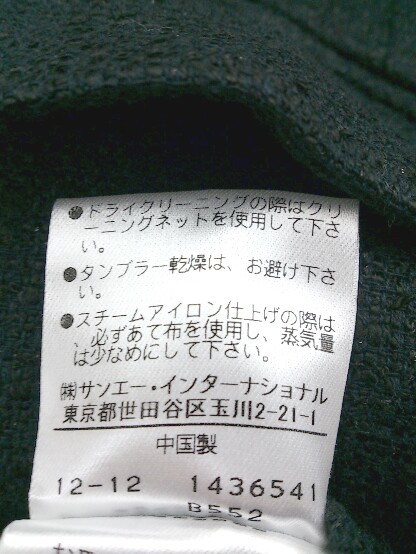 ●ドライクリーニングの際はクリ
ーニングネットを使用して下さ
い。
●タンブラー乾燥は、お避け下さ
い。
●スチームアイロン仕上げの際は
、必ずあて布を使用し、蒸気量
は少なめにして下さい。
㈱サンエー・インターナショナル
東京都世田谷区玉川2-21-1
中国製
12-12 1436541
B552